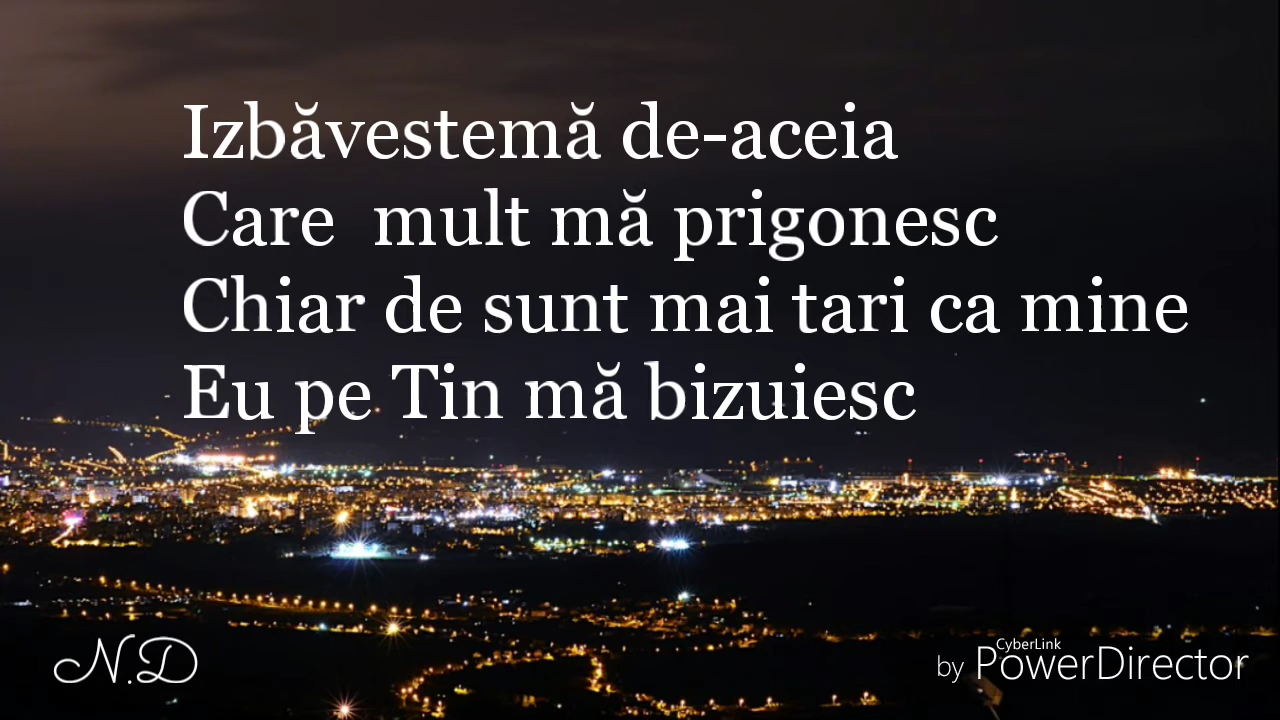 Izbăvestemă de-aceia
Care mult mă prigonesc
Chiar de sunt mai tari ca mine
Eu pe Tin mă bizuiesc
N.D
by CyberLink PowerDirector